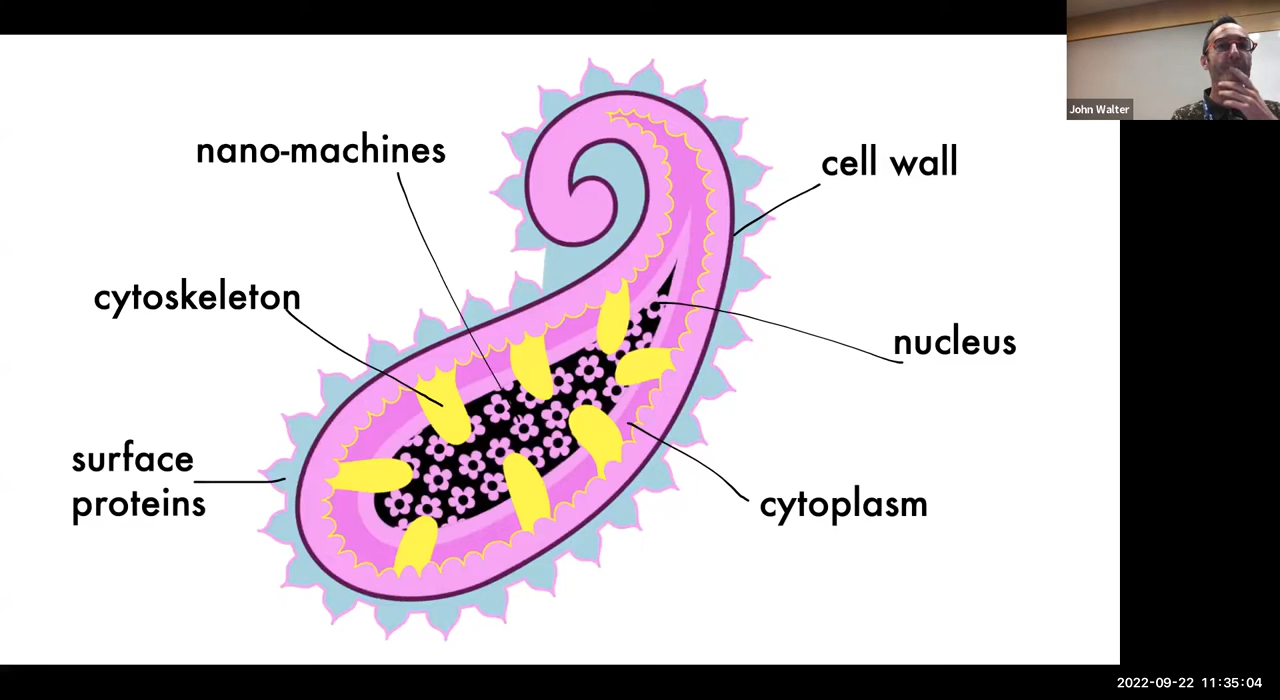 John Walter
nano-machines
cell wall
cytoskeleton
nucleus
surface
proteins
cytoplasm
2022-09-22 11:35:04